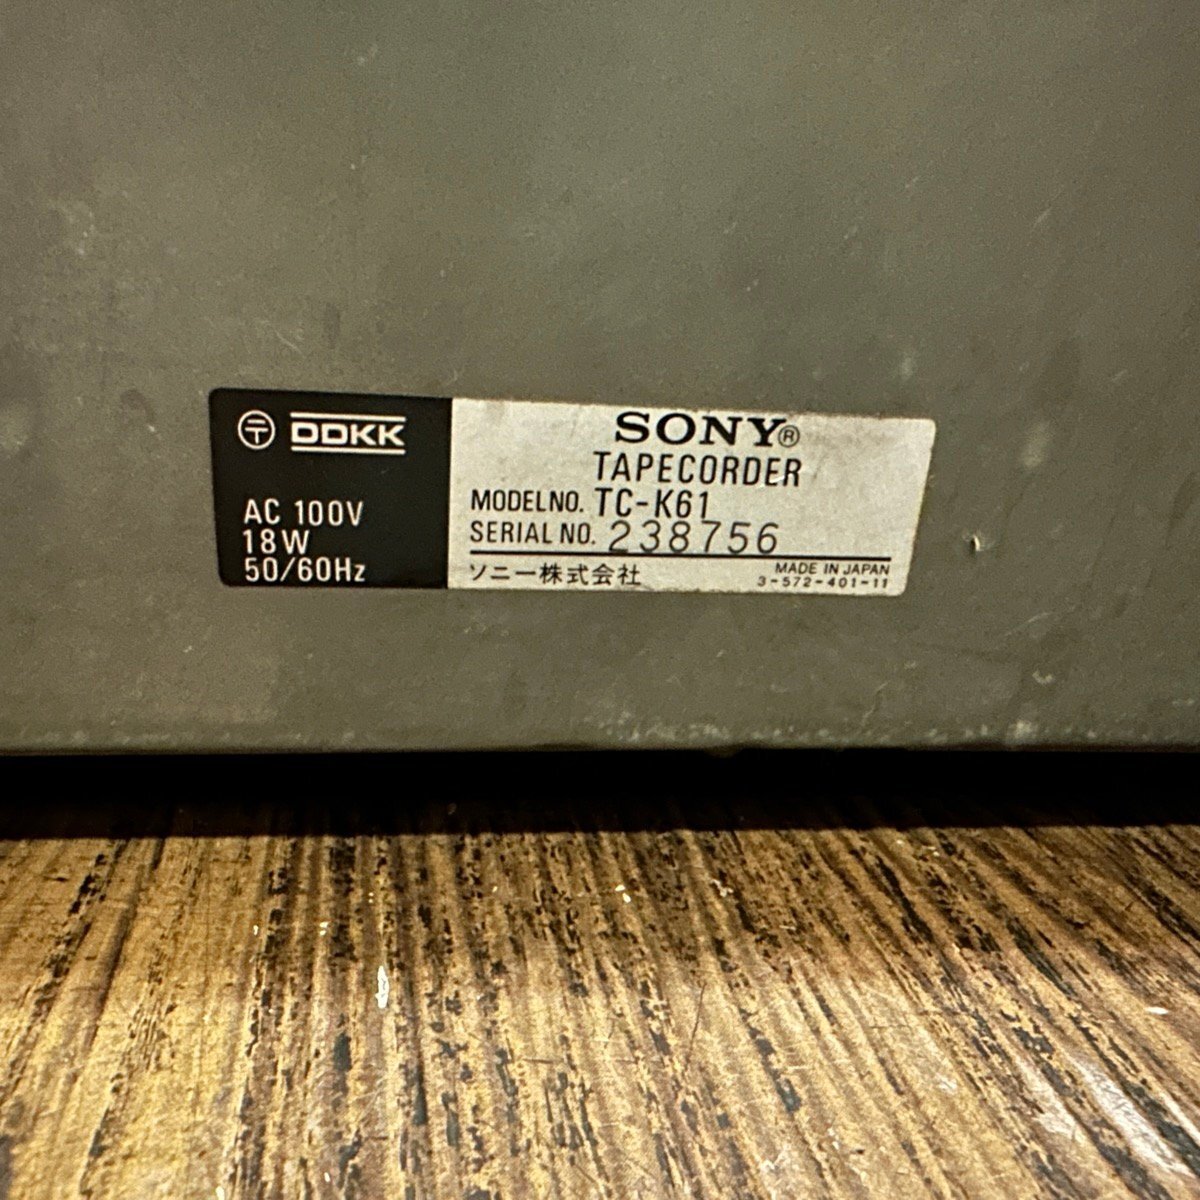 〒 DDKK
AC 100V
18W
50/60Hz
SONY®
TAPECORDER
MODEL NO. TC-K61
SERIAL NO. 238756
ソニー株式会社
MADE IN JAPAN
3-572-401-11